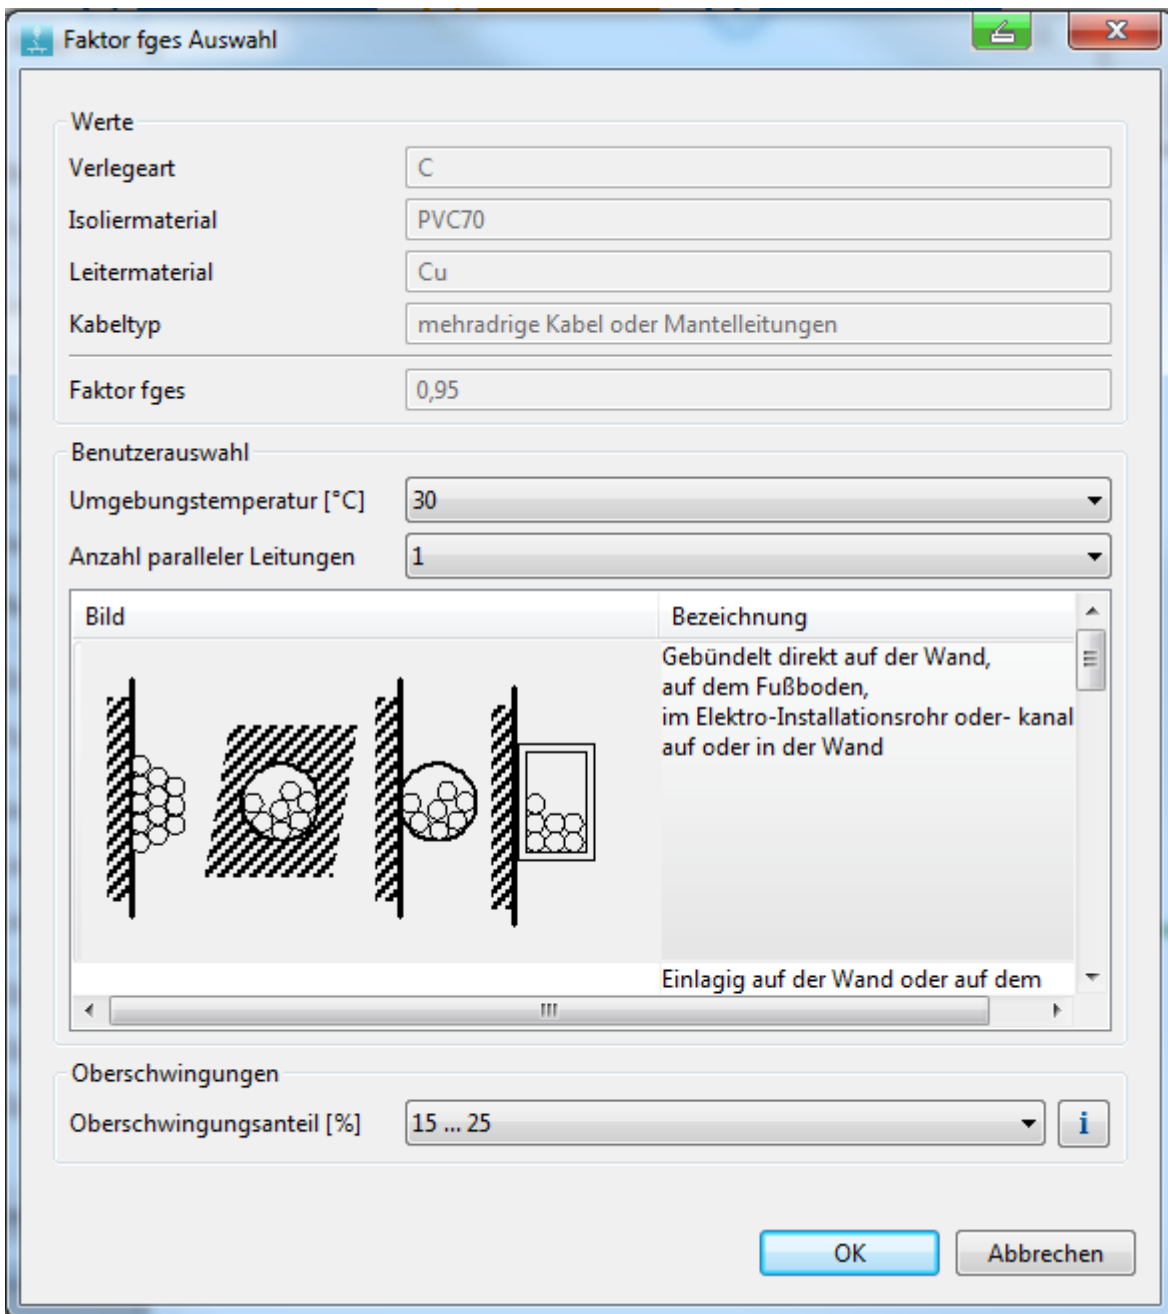 Faktor fges Auswahl
Werte
Verlegeart C
Isoliermaterial PVC70
Leitermaterial Cu
Kabeltyp mehradrige Kabel oder Mantelleitungen
Faktor fges 0,95
Benutzerauswahl
Umgebungstemperatur [°C] 30
Anzahl paralleler Leitungen 1
Bild Bezeichnung
Gebündelt direkt auf der Wand,
auf dem Fußboden,
im Elektro-Installationsrohr oder- kanal
auf oder in der Wand
Einlagig auf der Wand oder auf dem
Oberschwingungen
Oberschwingungsanteil [%] 15 ... 25 i
OK Abbrechen